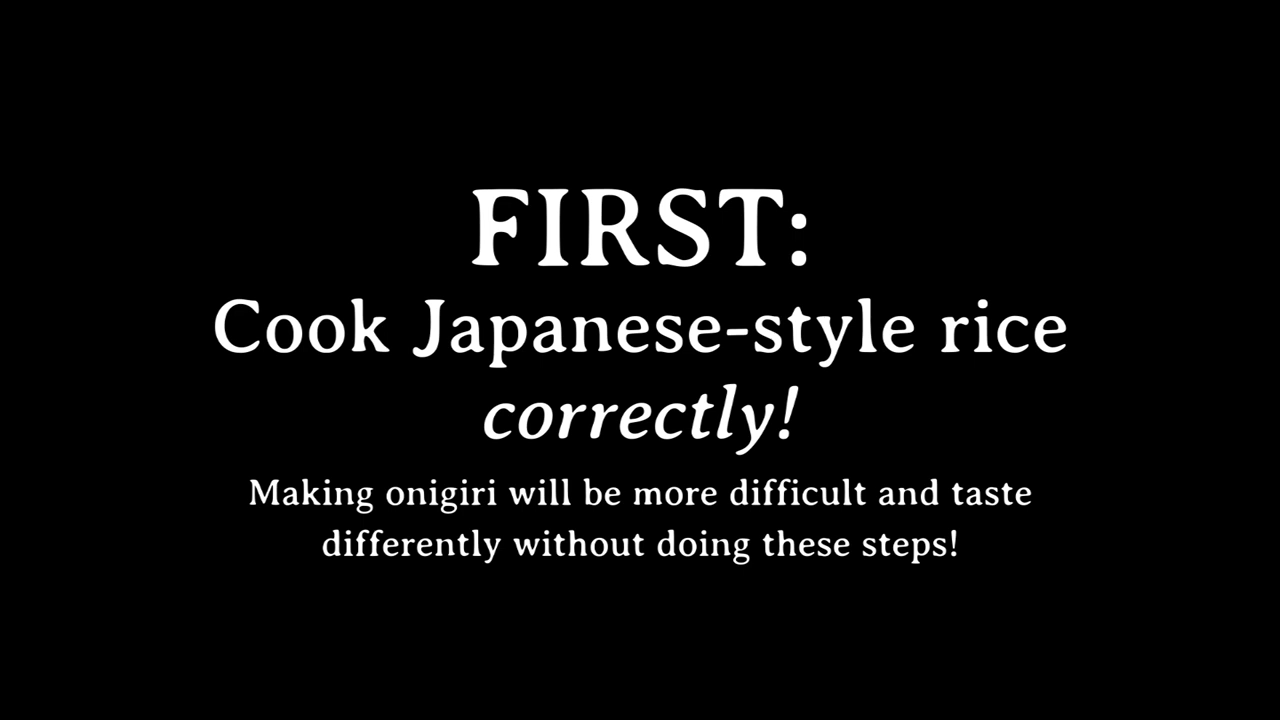 FIRST:
Cook Japanese-style rice
correctly!
Making onigiri will be more difficult and taste
differently without doing these steps!